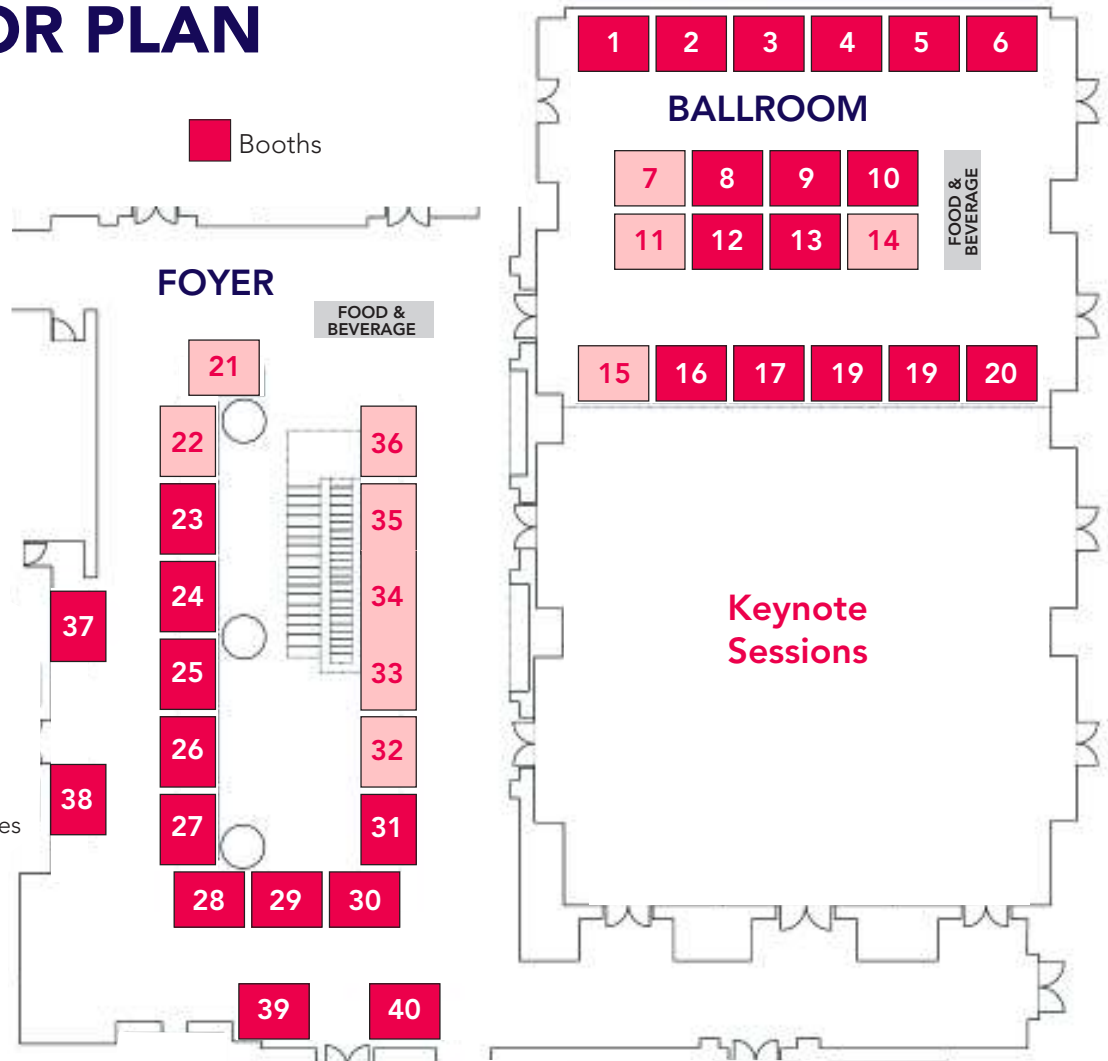 OR PLAN
Booths
BALLROOM
1 2 3 4 5 6
7 8 9 10
11 12 13 14
FOOD &
BEVERAGE
15 16 17 19 19 20
Keynote
Sessions
FOYER
FOOD &
BEVERAGE
21
22
23
24
25
26
27
28 29 30
31
32
33
34
35
36
37
38
es
39 40